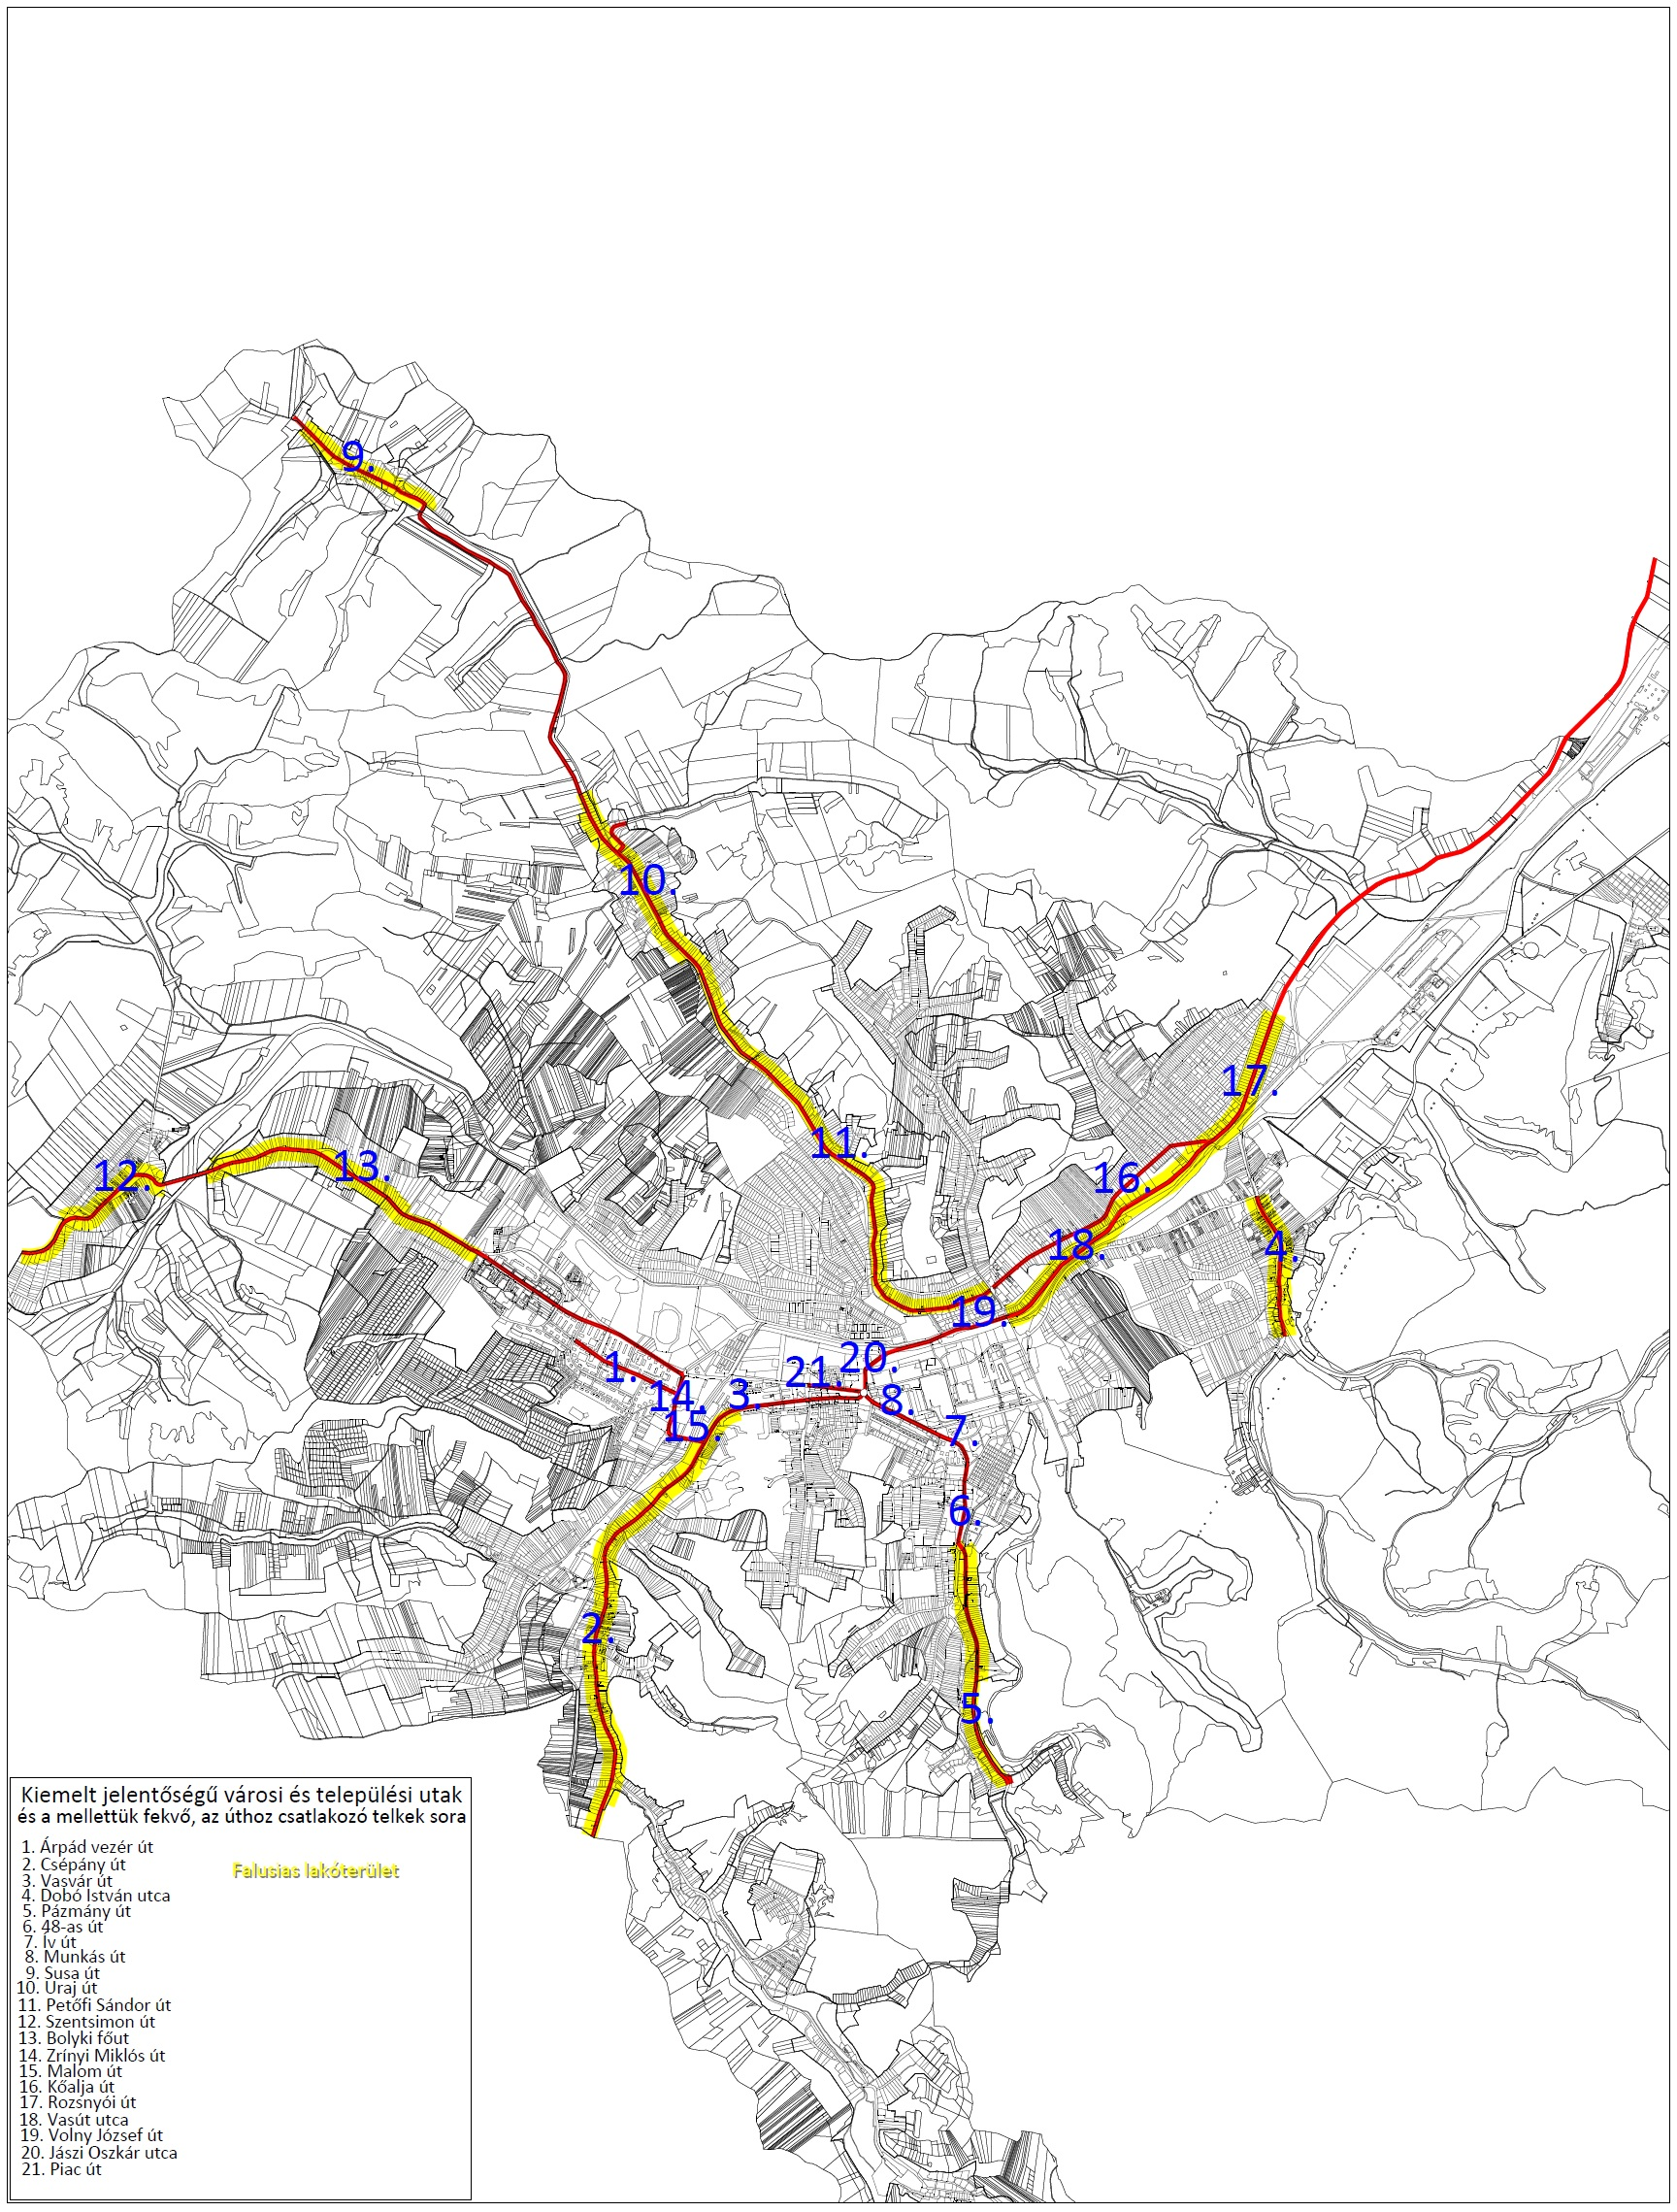 9.
10.
11.
17.
12.
13.
16.
18.
4.
19.
20.
1.
21.
14.
3.
8.
15.
7.
6.
2.
5.
Kiemelt jelentőségű városi és települési utak
és a mellettük fekvő, az úthoz csatlakozó telkek sora
1. Árpád vezér út
2. Csépány út
3. Vasvár út
4. Dobó István utca
5. Pázmány út
6. 48-as út
7. Ív út
8. Munkás út
9. Susa út
10. Uraj út
11. Petőfi Sándor út
12. Szentsimon út
13. Bolyki főut
14. Zrínyi Miklós út
15. Malom út
16. Kőalja út
17. Rozsnyói út
18. Vasút utca
19. Volny József út
20. Jászi Oszkár utca
21. Piac út
Falusias lakóterület